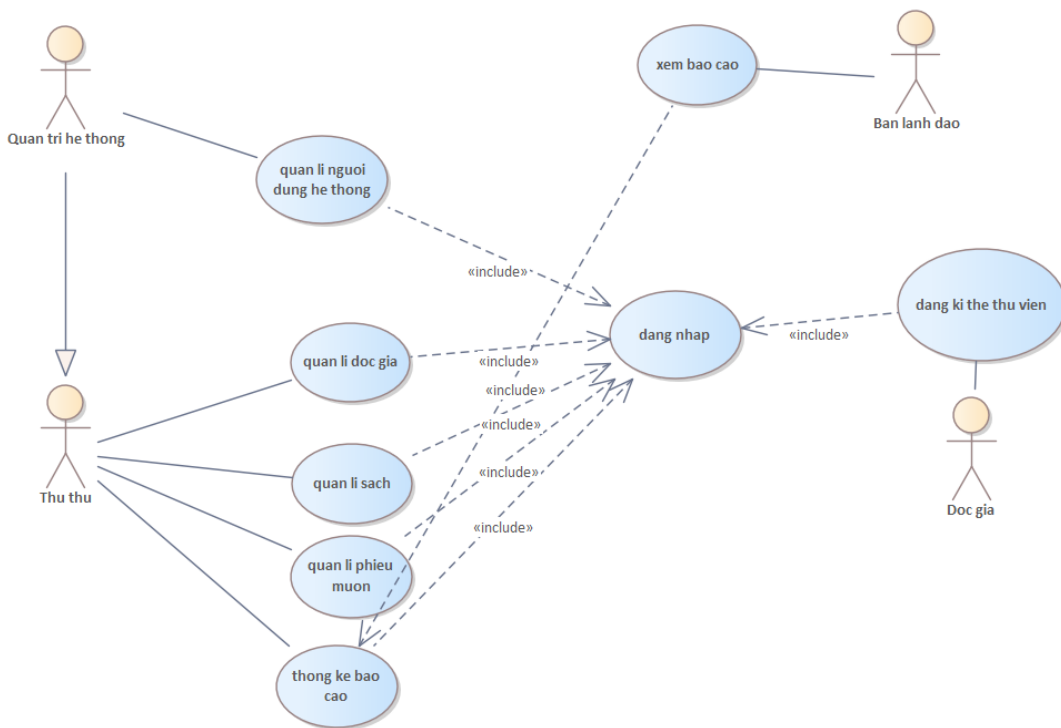 xem bao cao
Ban lanh dao
Quan tri he thong
quan li nguoi
dung he thong
«include»
dang nhap
dang ki the thu vien
«include»
quan li doc gia
«include»
«include»
«include»
Thu thu
quan li sach
«include»
Doc gia
«include»
quan li phieu
muon
thong ke bao
cao